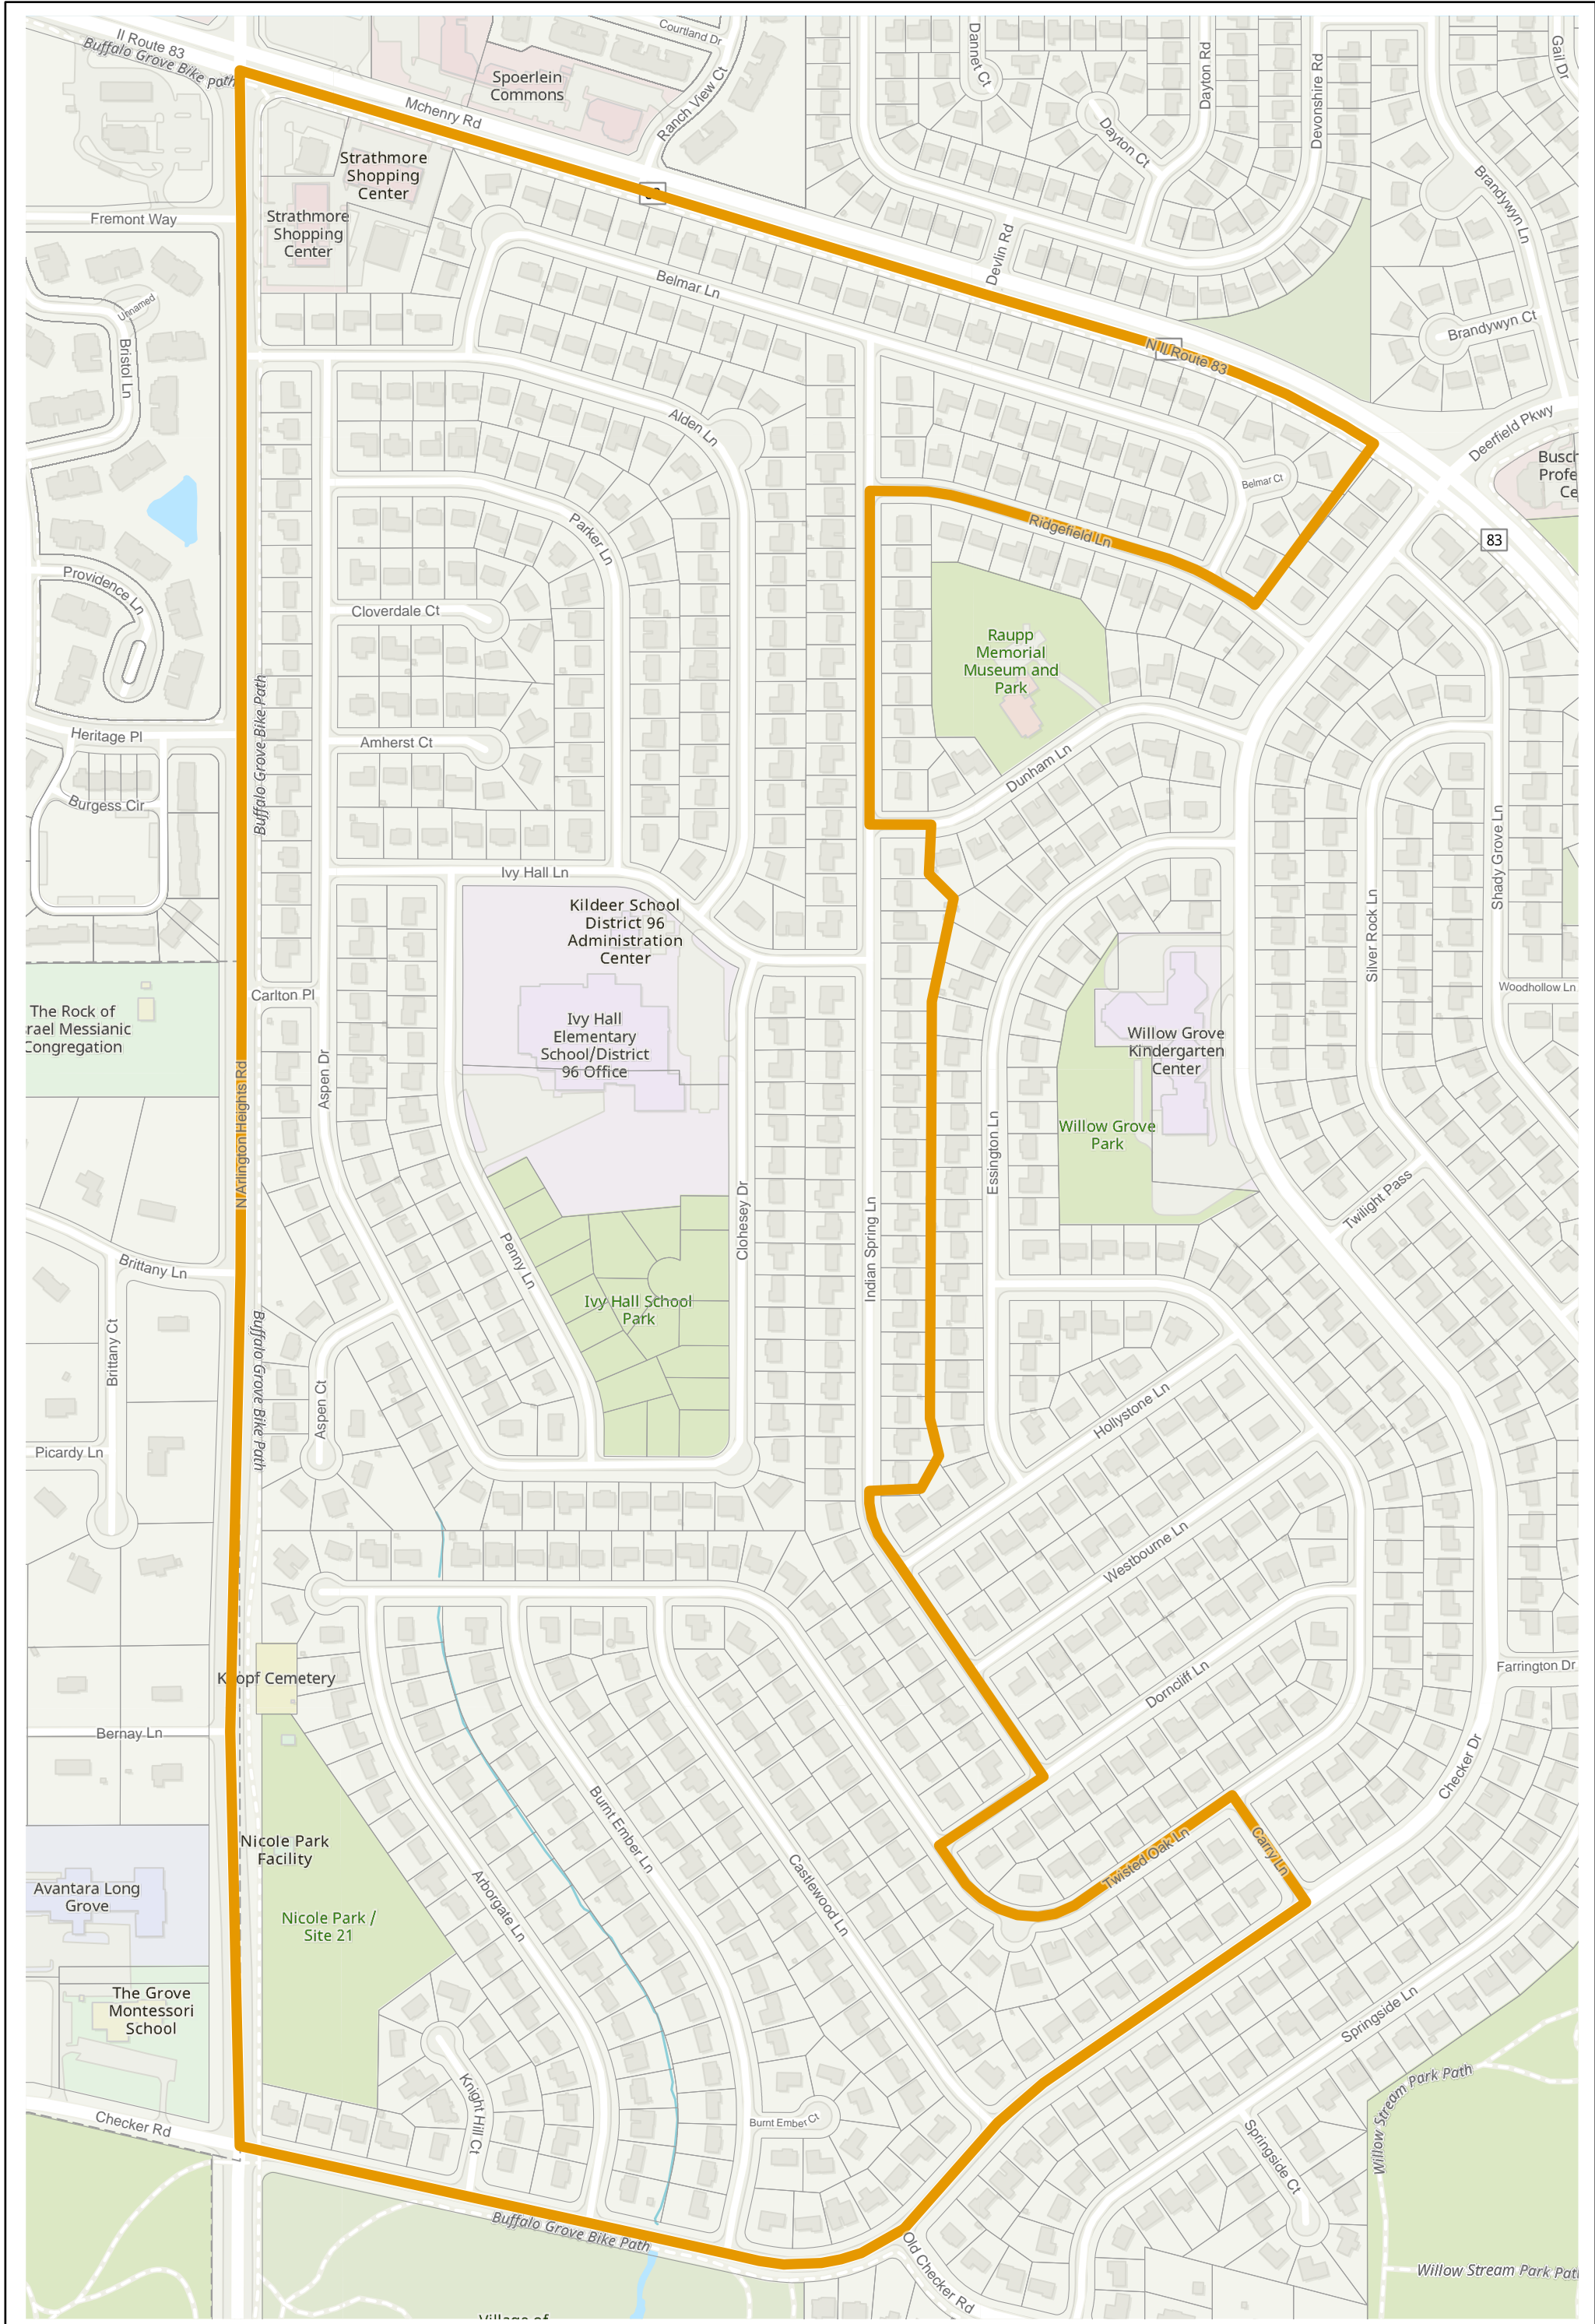 Il Route 83
Buffalo Grove Bike Path
Courtland Dr
Spoerlein
Commons
Mchenry Rd
Ranch View Ct
Dannet Ct
Dayton Rd
Dayton Ct
Devonshire Rd
Gail Dr
Brandywyn Ln
Strathmore
Shopping
Center
Strathmore
Shopping
Center
Fremont Way
Devlin Rd
Belmar Ln
Unnamed
Bristol Ln
N Il Route 83
Brandywyn Ct
Deerfield Pkwy
Alden Ln
Belmar Ct
Busch
Profe
Ce
Parker Ln
Ridgefield Ln
83
Providence Ln
Cloverdale Ct
Raupp
Memorial
Museum and
Park
Buffalo Grove Bike Path
Heritage Pl
Amherst Ct
Dunham Ln
Burgess Cir
Shady Grove Ln
Ivy Hall Ln
Kildeer School
District 96
Administration
Center
Silver Rock Ln
Carlton Pl
Woodhollow Ln
The Rock of
rael Messianic
Congregation
Ivy Hall
Elementary
School/District
96 Office
Willow Grove
Kindergarten
Center
Aspen Dr
N Arlington Heights Rd
Willow Grove
Park
Essington Ln
Twilight Pass
Clohesey Dr
Indian Spring Ln
Penny Ln
Brittany Ln
Ivy Hall School
Park
Brittany Ct
Buffalo Grove Bike Path
Aspen Ct
Hollystone Ln
Picardy Ln
Westbourne Ln
Knopf Cemetery
Dorncliff Ln
Farrington Dr
Bernay Ln
Checker Dr
Burnt Ember Ln
Nicole Park
Facility
Carry Ln
Twisted Oak Ln
Avantara Long
Grove
Castlewood Ln
Arborgate Ln
Nicole Park /
Site 21
The Grove
Montessori
School
Springside Ln
Willow Stream Park Path
Knight Hill Ct
Checker Rd
Burnt Ember Ct
Springside Ct
Buffalo Grove Bike Path
Old Checker Rd
Willow Stream Park Path
Village of